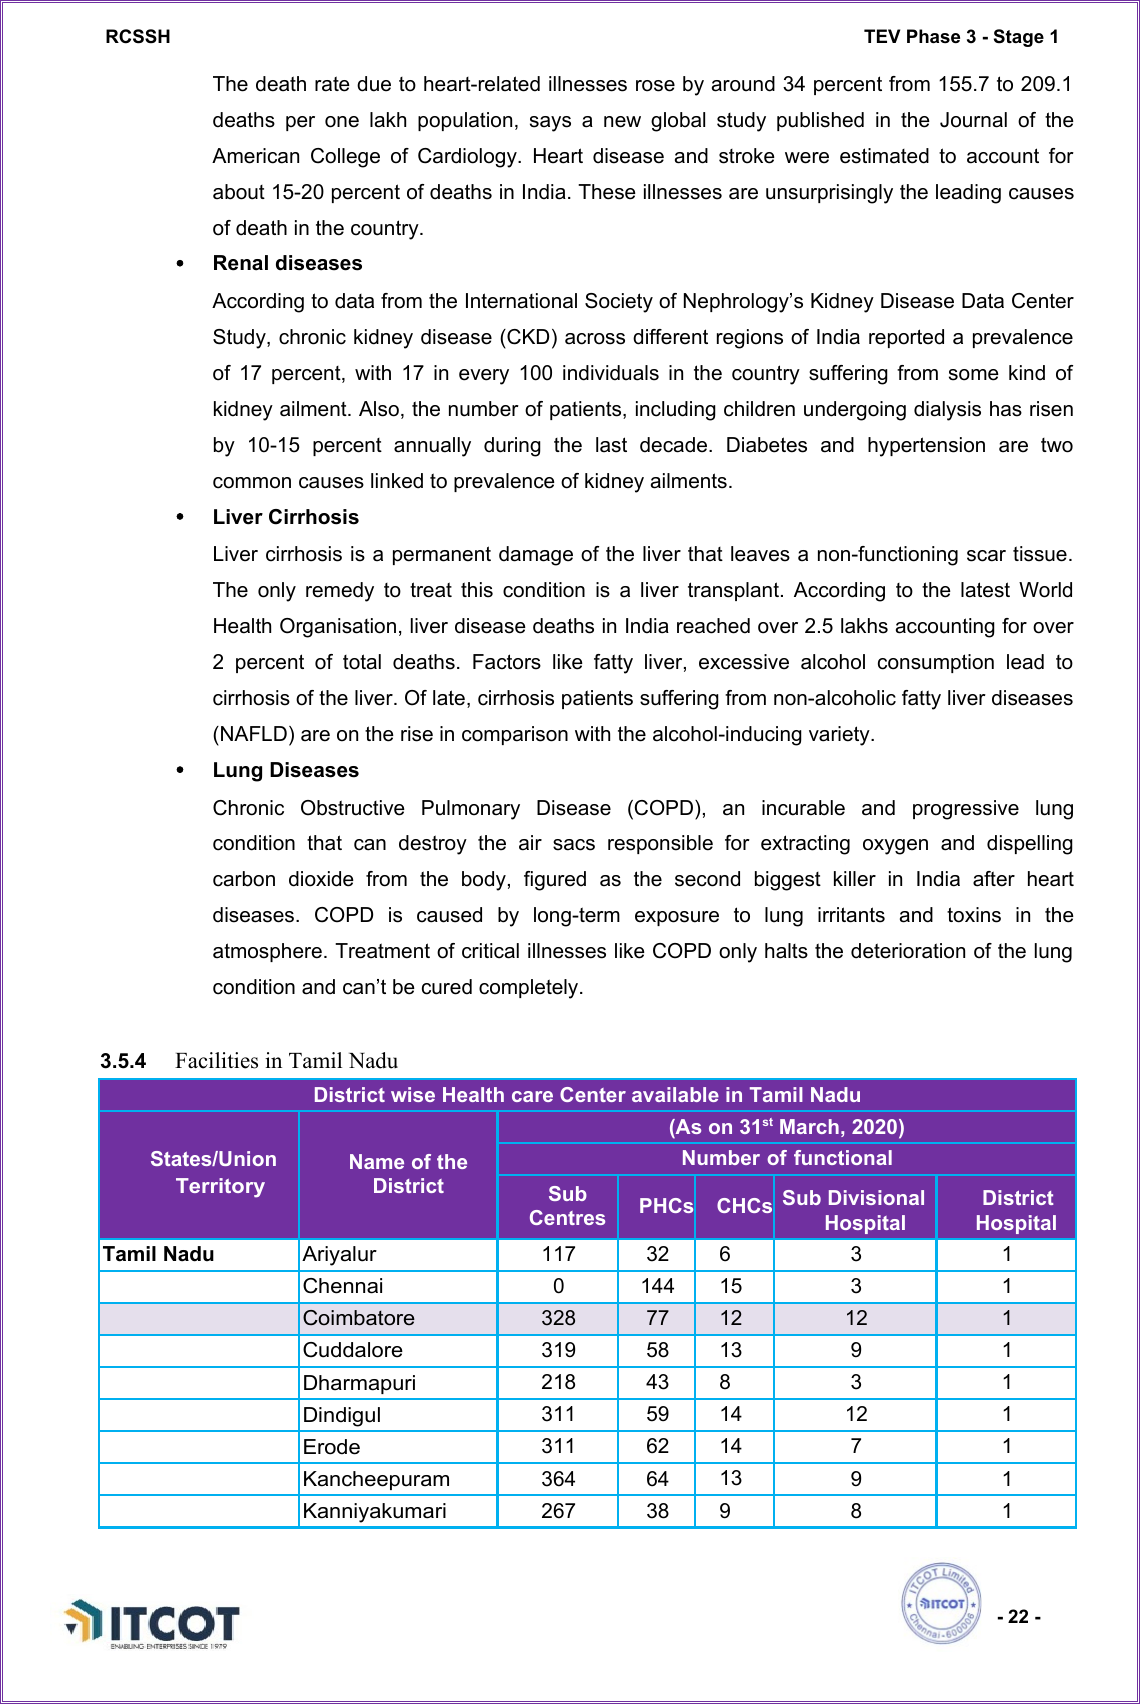 RCSSH TEV Phase 3 - Stage 1
The death rate due to heart-related illnesses rose by around 34 percent from 155.7 to 209.1
deaths per one lakh population, says a new global study published in the Journal of the
American College of Cardiology. Heart disease and stroke were estimated to account for
about 15-20 percent of deaths in India. These illnesses are unsurprisingly the leading causes
of death in the country.
• Renal diseases
According to data from the International Society of Nephrology’s Kidney Disease Data Center
Study, chronic kidney disease (CKD) across different regions of India reported a prevalence
of 17 percent, with 17 in every 100 individuals in the country suffering from some kind of
kidney ailment. Also, the number of patients, including children undergoing dialysis has risen
by 10-15 percent annually during the last decade. Diabetes and hypertension are two
common causes linked to prevalence of kidney ailments.
• Liver Cirrhosis
Liver cirrhosis is a permanent damage of the liver that leaves a non-functioning scar tissue.
The only remedy to treat this condition is a liver transplant. According to the latest World
Health Organisation, liver disease deaths in India reached over 2.5 lakhs accounting for over
2 percent of total deaths. Factors like fatty liver, excessive alcohol consumption lead to
cirrhosis of the liver. Of late, cirrhosis patients suffering from non-alcoholic fatty liver diseases
(NAFLD) are on the rise in comparison with the alcohol-inducing variety.
• Lung Diseases
Chronic Obstructive Pulmonary Disease (COPD), an incurable and progressive lung
condition that can destroy the air sacs responsible for extracting oxygen and dispelling
carbon dioxide from the body, figured as the second biggest killer in India after heart
diseases. COPD is caused by long-term exposure to lung irritants and toxins in the
atmosphere. Treatment of critical illnesses like COPD only halts the deterioration of the lung
condition and can’t be cured completely.
3.5.4 Facilities in Tamil Nadu
District wise Health care Center available in Tamil Nadu
States/Union Territory
Name of the District
(As on 31st March, 2020)
Number of functional
Sub Centres PHCs CHCs Sub Divisional Hospital District Hospital
Tamil Nadu Ariyalur 117 32 6 3 1
Chennai 0 144 15 3 1
Coimbatore 328 77 12 12 1
Cuddalore 319 58 13 9 1
Dharmapuri 218 43 8 3 1
Dindigul 311 59 14 12 1
Erode 311 62 14 7 1
Kancheepuram 364 64 13 9 1
Kanniyakumari 267 38 9 8 1
ITCOT
ENABLING ENTERPRISES SINCE 1979
ITCOT Limited
ITCOT
Chennai-600006
- 22 -